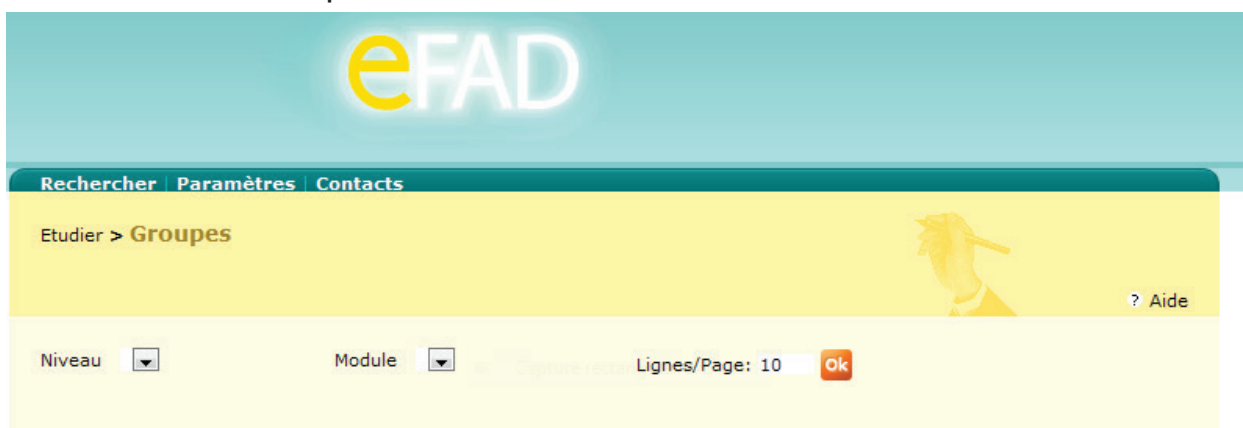 eFAD
Rechercher | Paramètres | Contacts
Etudier > Groupes
? Aide
Niveau Module Lignes/Page: 10 Ok